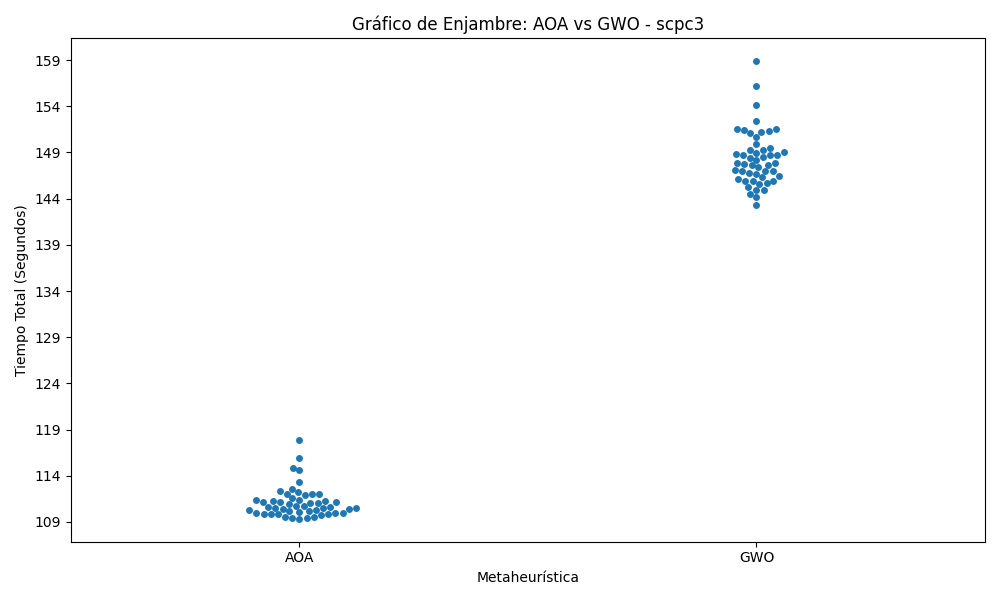 Gráfico de Enjambre: AOA vs GWO - scpc3
Tiempo Total (Segundos)
159
154
149
144
139
134
129
124
119
114
109
AOA
GWO
Metaheurística